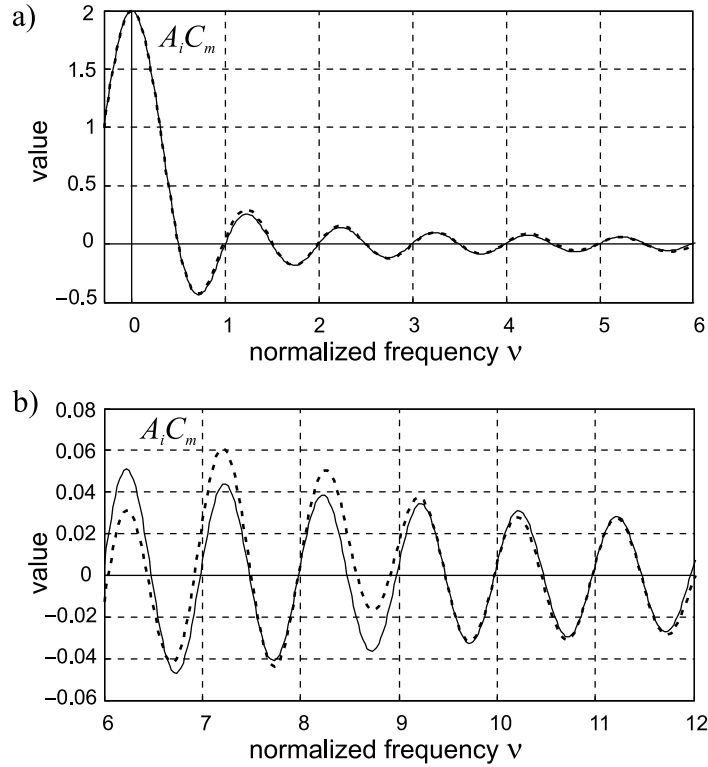 a)
2
A_iC_m
1.5
1
0.5
0
−0.5
value
0 1 2 3 4 5 6
normalized frequency ν
b)
0.08
A_iC_m
0.06
0.04
0.02
0
−0.02
−0.04
−0.06
value
6 7 8 9 10 11 12
normalized frequency ν